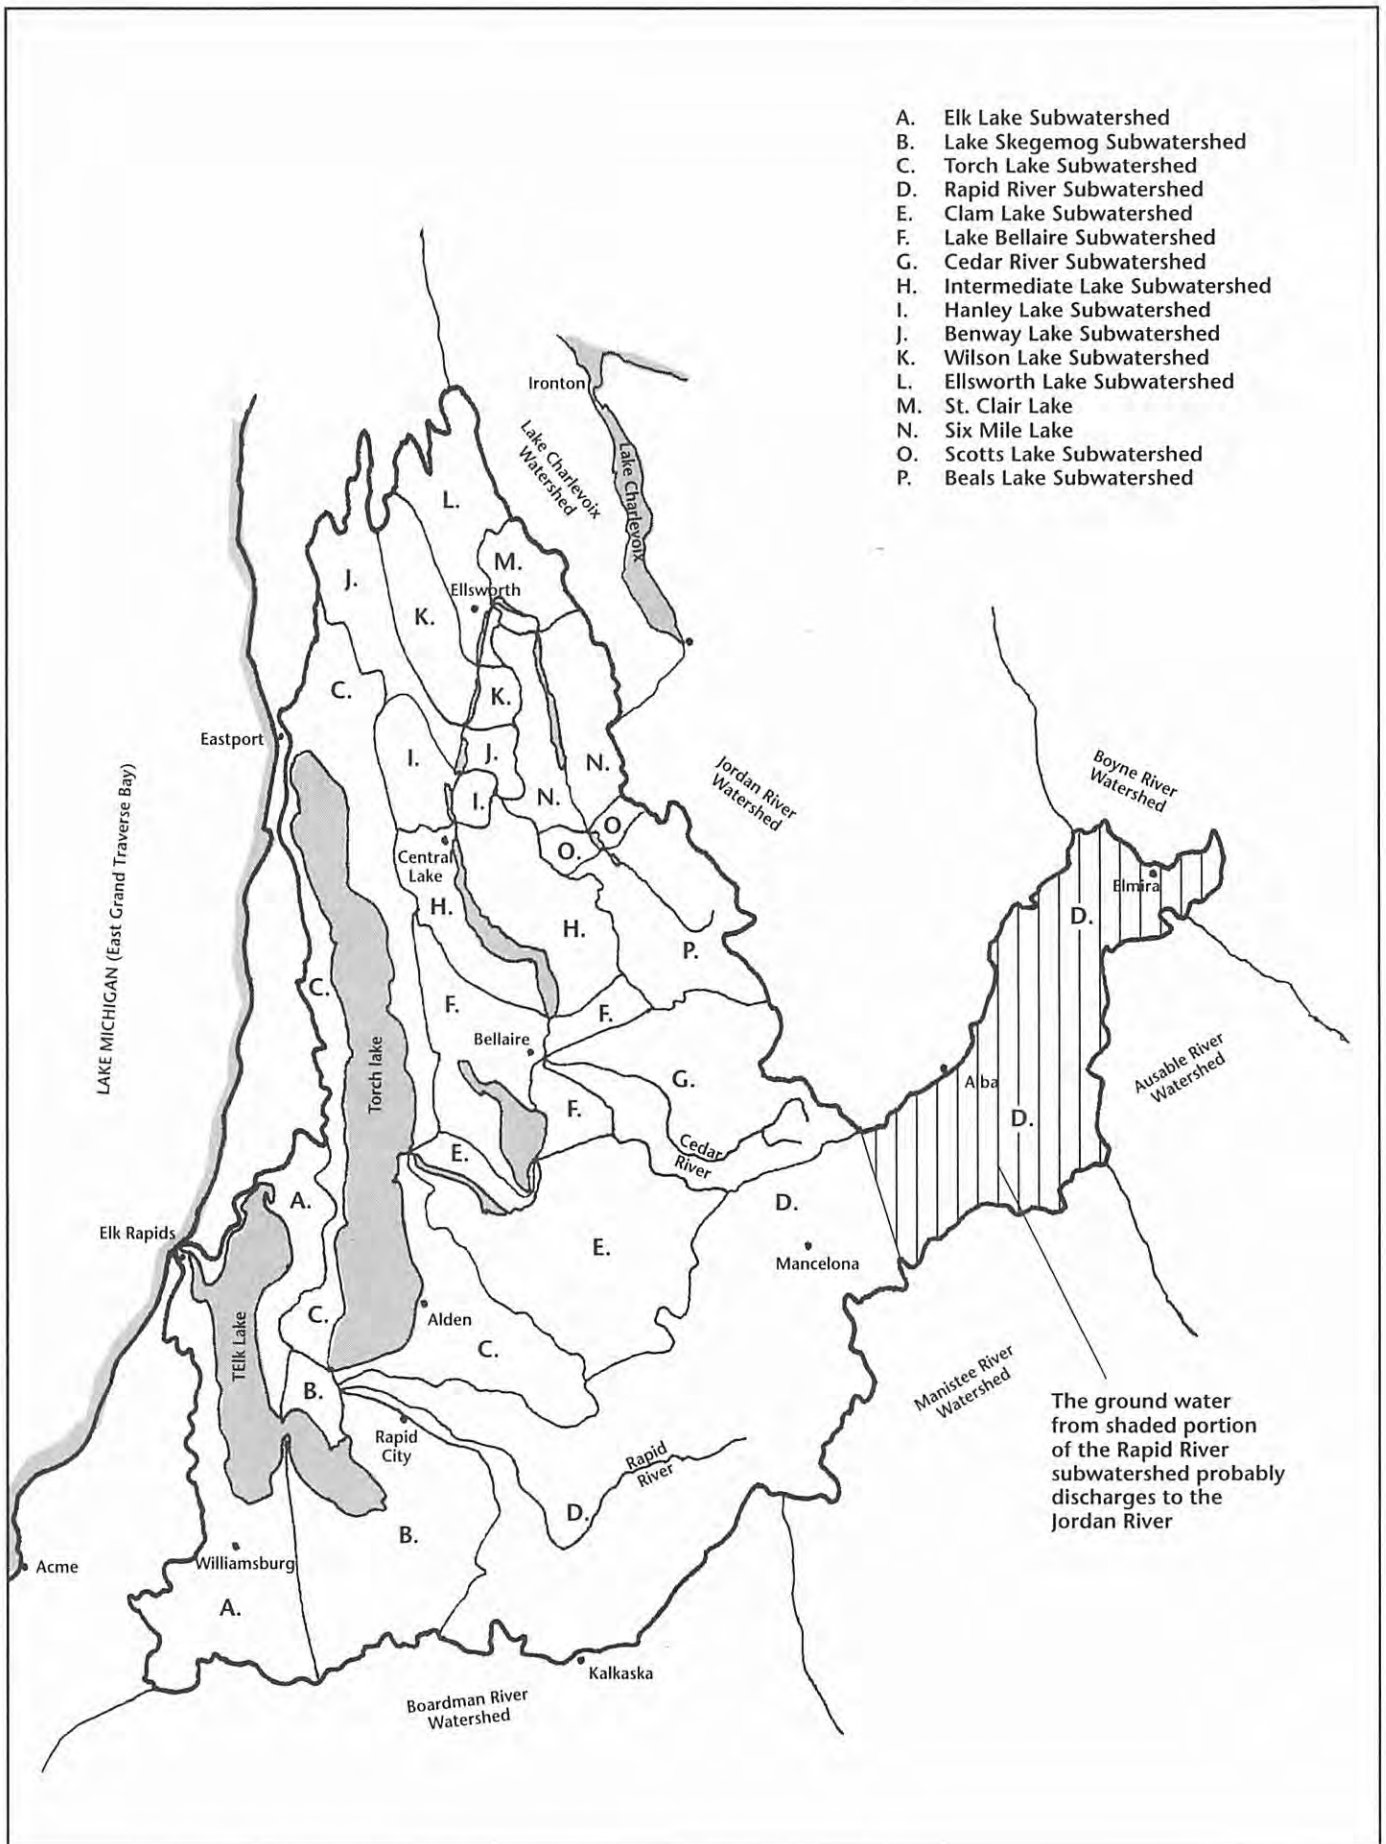 A. Elk Lake Subwatershed
B. Lake Skegemog Subwatershed
C. Torch Lake Subwatershed
D. Rapid River Subwatershed
E. Clam Lake Subwatershed
F. Lake Bellaire Subwatershed
G. Cedar River Subwatershed
H. Intermediate Lake Subwatershed
I. Hanley Lake Subwatershed
J. Benway Lake Subwatershed
K. Wilson Lake Subwatershed
L. Ellsworth Lake Subwatershed
M. St. Clair Lake
N. Six Mile Lake
O. Scotts Lake Subwatershed
P. Beals Lake Subwatershed
Ironton
Lake Charlevoix
Watershed
Lake Charlevoix
L.
M.
J.
Ellsworth
K.
C.
K.
Eastport
I.
J.
N.
Jordan River
Watershed
Boyne River
Watershed
LAKE MICHIGAN (East Grand Traverse Bay)
I.
N.
O
O.
Central
Lake
Elmira
H.
D.
H.
P.
C.
F.
F.
Bellaire
Torch lake
Ausable River
Watershed
G.
Alba
F.
D.
E.
Cedar
River
A.
D.
Elk Rapids
E.
Mancelona
C.
Alden
TElk Lake
C.
Manistee River
Watershed
B.
The ground water
from shaded portion
of the Rapid River
subwatershed probably
discharges to the
Jordan River
Rapid
City
Rapid
River
D.
B.
Acme
Williamsburg
A.
Kalkaska
Boardman River
Watershed